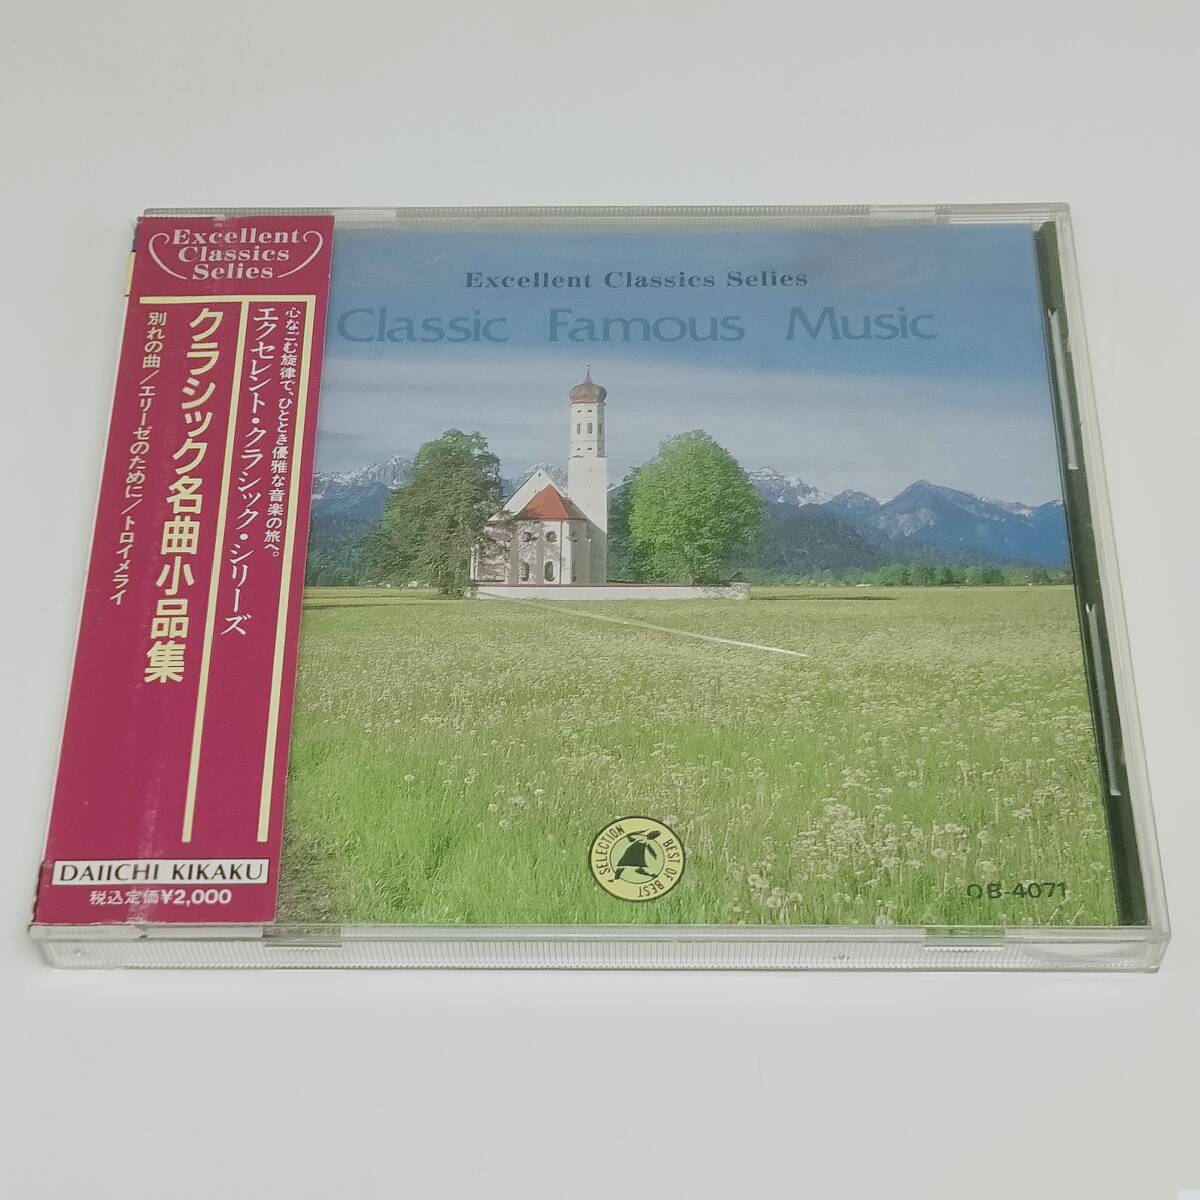 Excellent
Classics
Selies
心なごむ旋律で、ひととき優雅な音楽の旅へ。
エクセレント・クラシック・シリーズ
クラシック名曲小品集
別れの曲/エリーゼのために/トロイメライ
DAIICHI KIKAKU
税込定価¥2,000
Excellent Classics Selies
Classic Famous Music
SELECTION BEST OF BEST
QB-4071